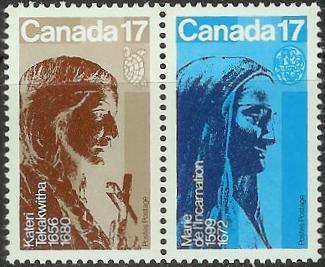 Canada 17
Kateri
Tekakwitha
1656
1680
Postes Postage
Canada 17
Marie
de l'Incarnation
1599
1672
Postes Postage